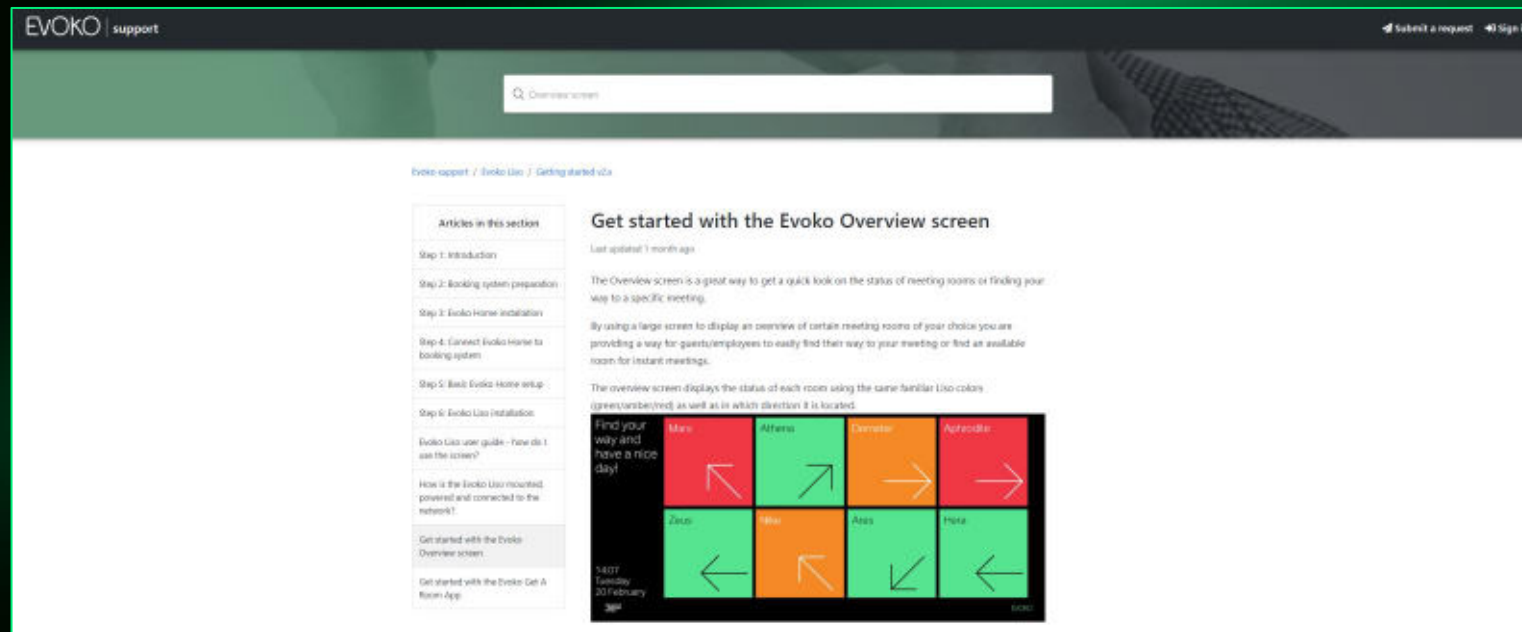 EVOKO | support
Submit a request
Sign i
Overview screen
Evoko support / Evoko Liso / Getting started v2.x
Articles in this section
Step 1: Introduction
Step 2: Booking system preparation
Step 3: Evoko Home installation
Step 4: Connect Evoko Home to
booking system
Step 5: Basic Evoko Home setup
Step 6: Evoko Liso installation
Evoko Liso user guide - how do I
use the screen?
How is the Evoko Liso mounted,
powered and connected to the
network?
Get started with the Evoko
Overview screen
Get started with the Evoko Get A
Room App
Get started with the Evoko Overview screen
Last updated 1 month ago
The Overview screen is a great way to get a quick look on the status of meeting rooms or finding your
way to a specific meeting.
By using a large screen to display an overview of certain meeting rooms of your choice you are
providing a way for guests/employees to easily find their way to your meeting or find an available
room for instant meetings.
The overview screen displays the status of each room using the same familiar Liso colors
(green/amber/red) as well as in which direction it is located.
Find your
way and
have a nice
day!
Mars
Athena
Demeter
Aphrodite
Zeus
Nike
Ares
Hera
14:07
Tuesday
20 February
EVOKO